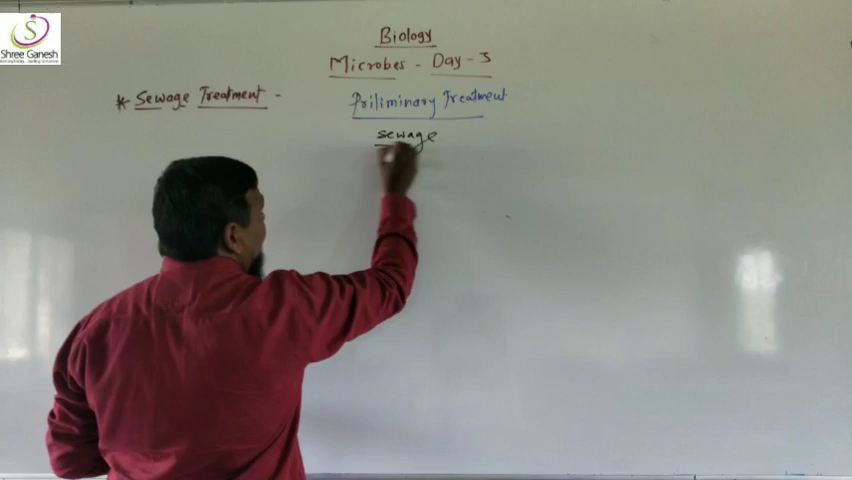 S
Shree Ganesh
Biology
Microbes - Day - 3
* Sewage Treatment -
Priliminary Treatment
sewage